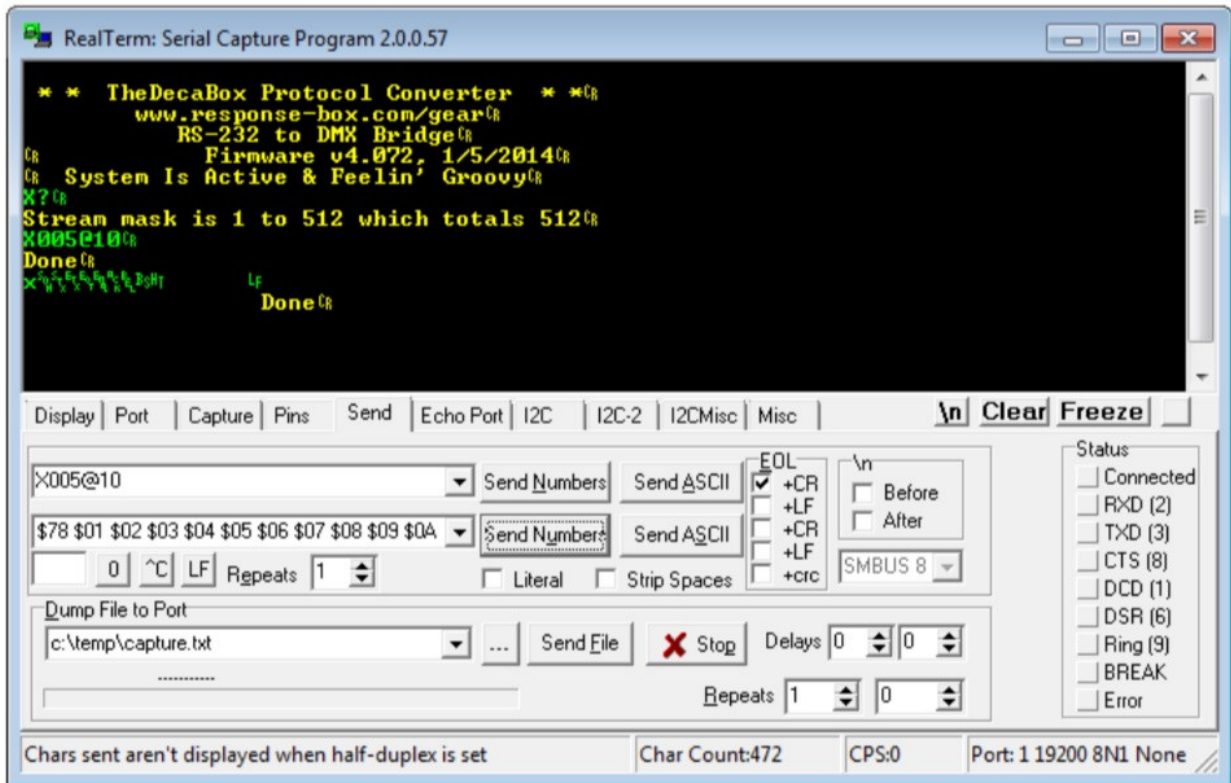 RealTerm: Serial Capture Program 2.0.0.57
* * TheDecaBox Protocol Converter * *CR
www.response-box.com/gearCR
RS-232 to DMX BridgeCR
CR Firmware v4.072, 1/5/2014CR
CR System Is Active & Feelin' GroovyCR
X?CR
Stream mask is 1 to 512 which totals 512CR
X005@10CR
DoneCR
x BSHT LF
DoneCR
Display Port Capture Pins Send Echo Port I2C I2C-2 I2CMisc Misc \n Clear Freeze
X005@10 Send Numbers Send ASCII
$78 $01 $02 $03 $04 $05 $06 $07 $08 $09 $0A Send Numbers Send ASCII
0 ^C LF Repeats 1 Literal Strip Spaces
EOL
+CR
+LF
+CR
+LF
+crc
\n
Before
After
SMBUS 8
Dump File to Port
c:\temp\capture.txt ... Send File Stop Delays 0 0
Repeats 1 0
Status
Connected
RXD (2)
TXD (3)
CTS (8)
DCD (1)
DSR (6)
Ring (9)
BREAK
Error
Chars sent aren't displayed when half-duplex is set Char Count:472 CPS:0 Port: 1 19200 8N1 None